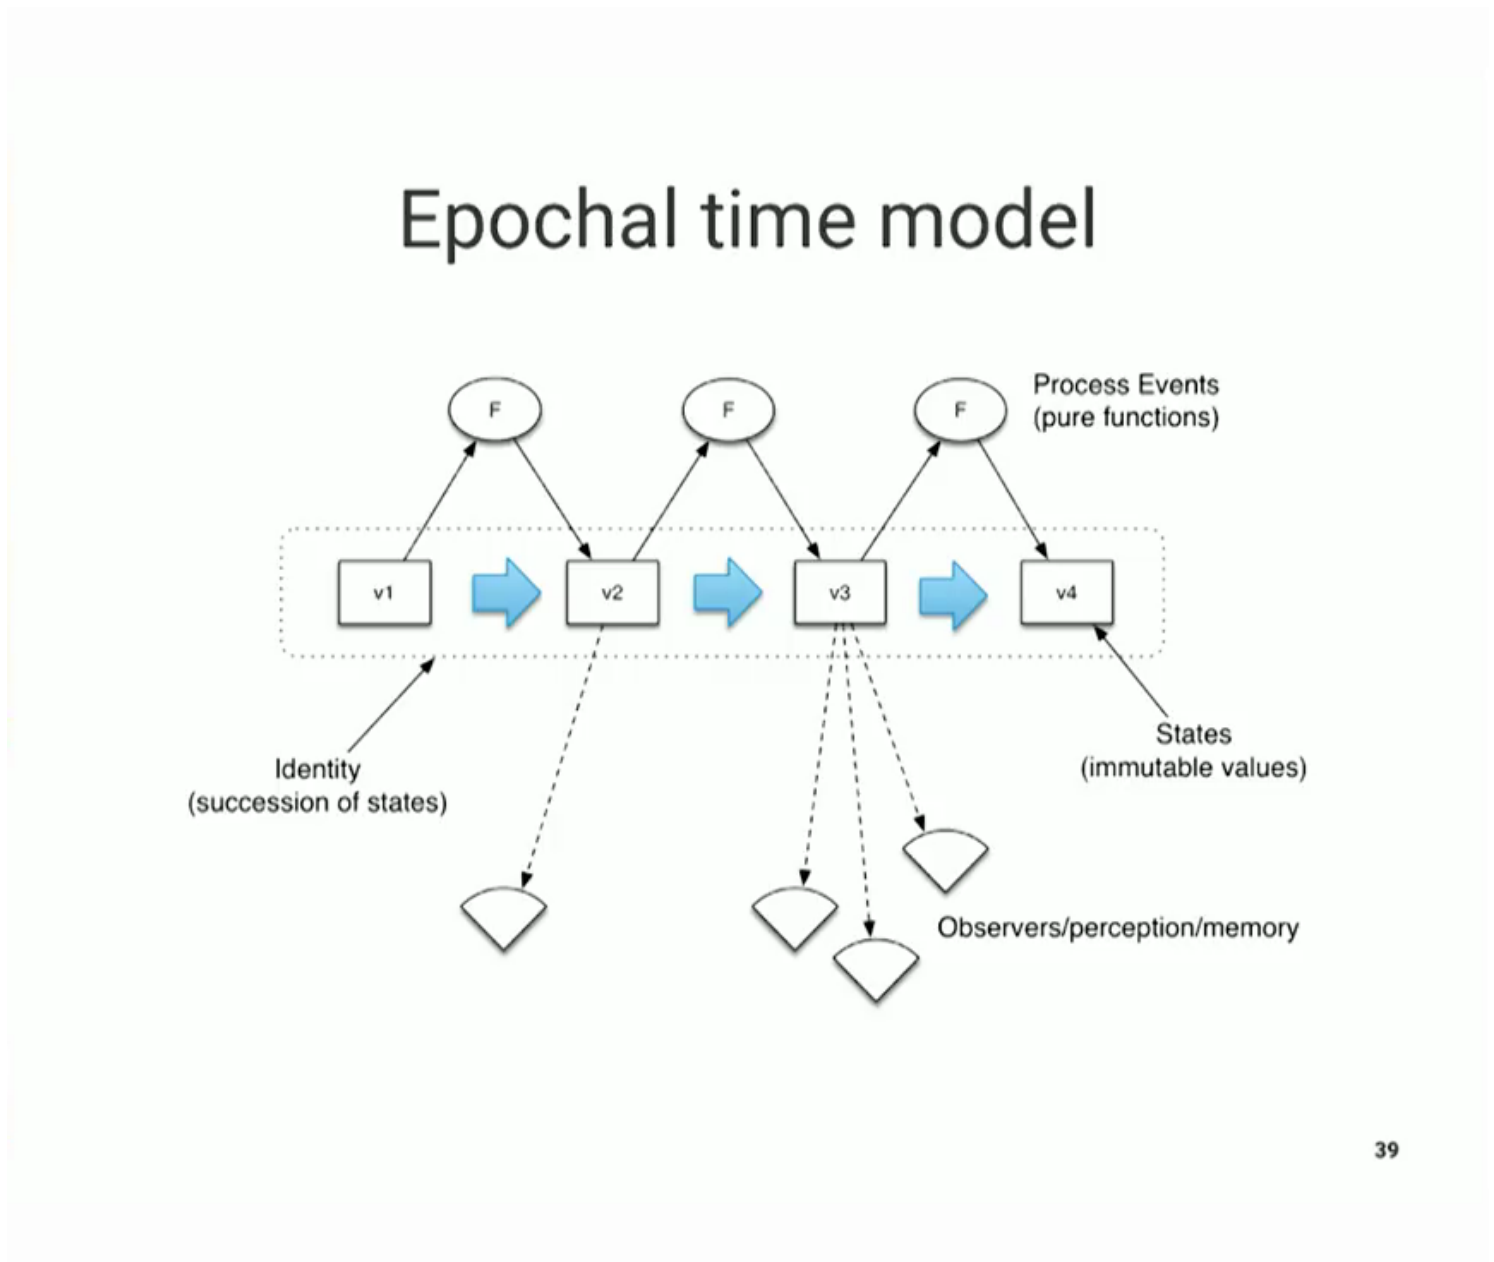 Epochal time model
F
F
F
Process Events
(pure functions)
v1
v2
v3
v4
Identity
(succession of states)
States
(immutable values)
Observers/perception/memory
39